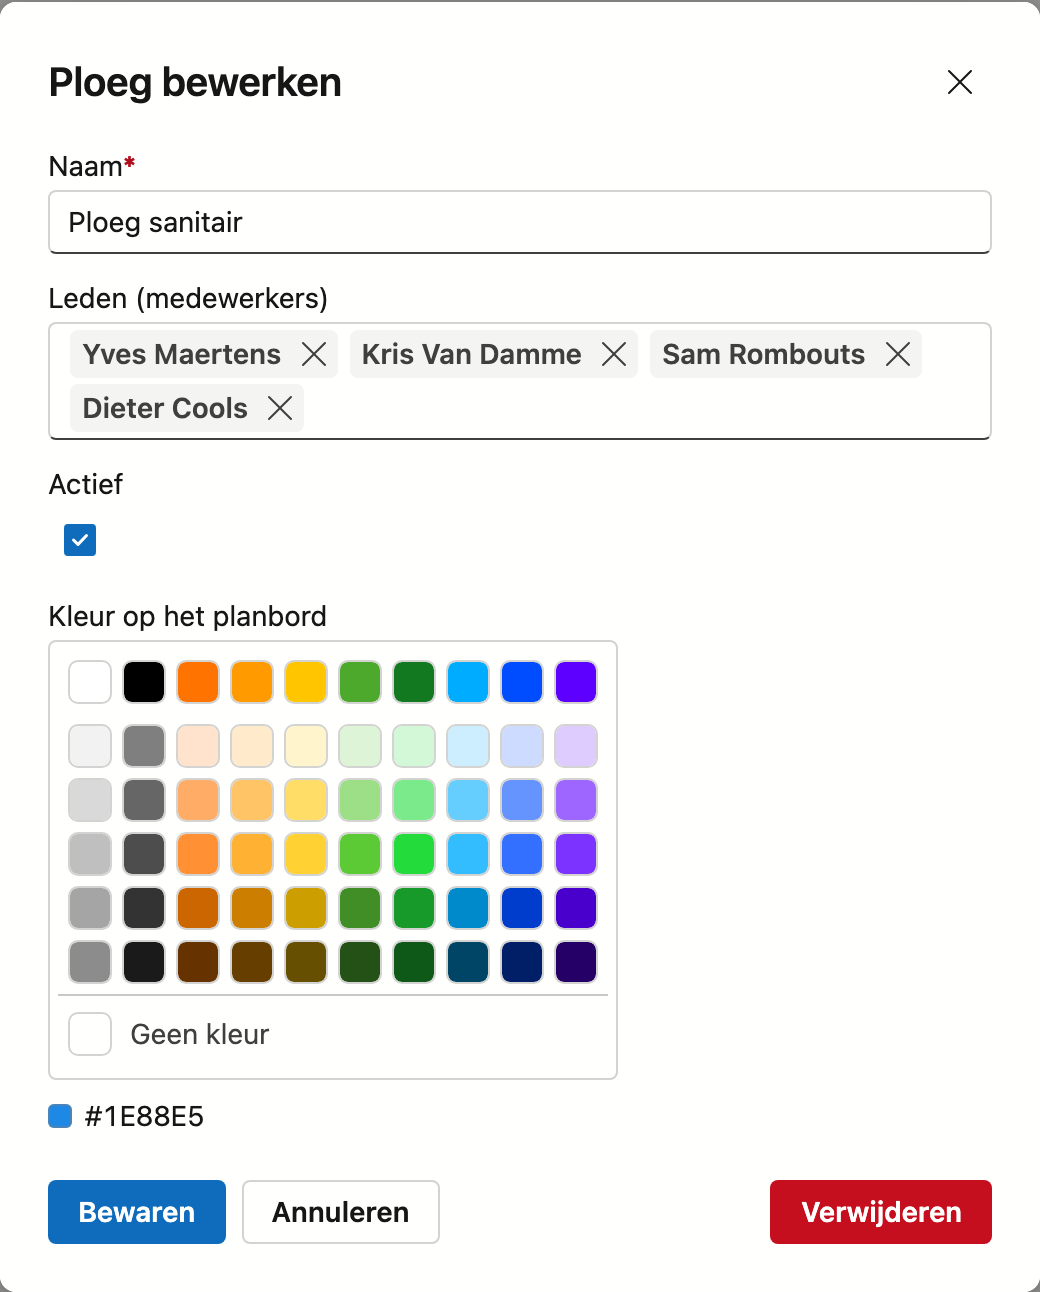 Ploeg bewerken
Naam*
Ploeg sanitair
Leden (medewerkers)
Yves Maertens Kris Van Damme Sam Rombouts
Dieter Cools
Actief
Kleur op het planbord
Geen kleur
#1E88E5
Bewaren Annuleren Verwijderen